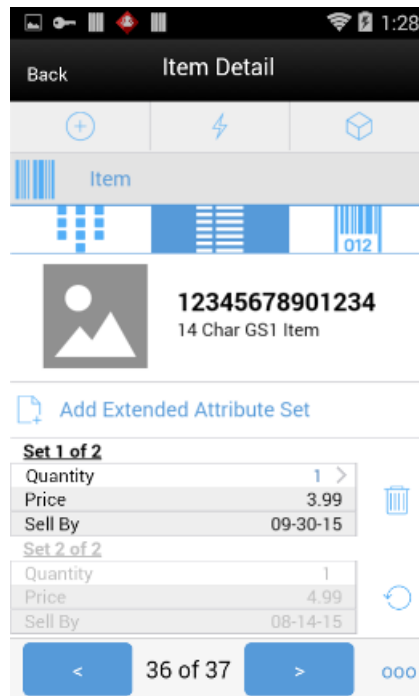 1:28
Back
Item Detail
Item
012
12345678901234
14 Char GS1 Item
Add Extended Attribute Set
Set 1 of 2
Quantity 1 >
Price 3.99
Sell By 09-30-15
Set 2 of 2
Quantity 1
Price 4.99
Sell By 08-14-15
< 36 of 37 > ooo